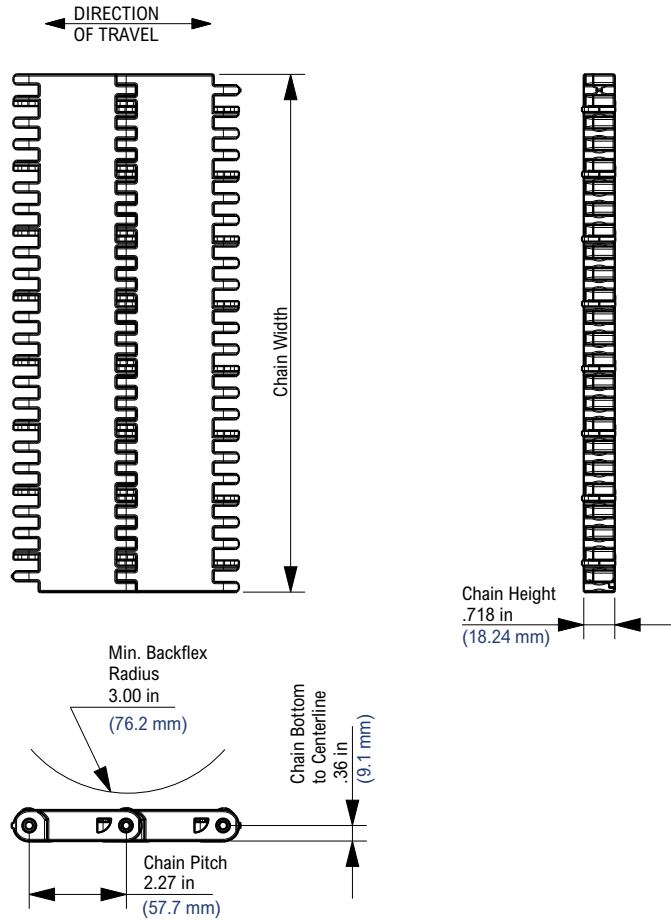 DIRECTION
OF TRAVEL
Chain Width
Chain Height
.718 in
(18.24 mm)
Min. Backflex
Radius
3.00 in
(76.2 mm)
Chain Bottom
to Centerline
.36 in
(9.1 mm)
Chain Pitch
2.27 in
(57.7 mm)